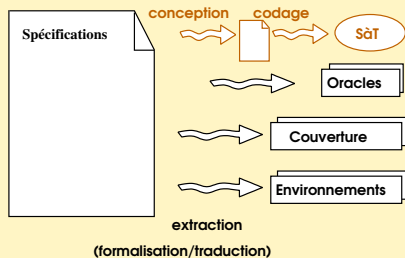 conception codage
Spécifications
SàT
Oracles
Couverture
Environnements
extraction
(formalisation/traduction)